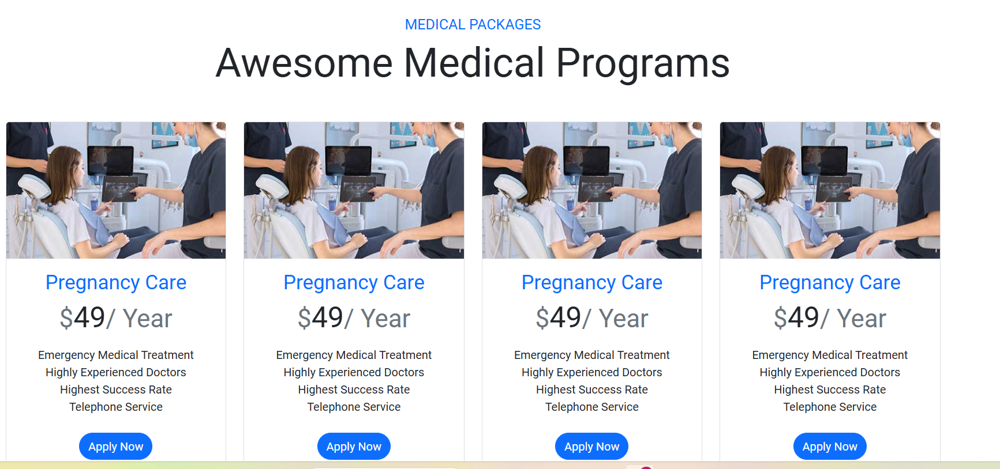 MEDICAL PACKAGES
Awesome Medical Programs
Pregnancy Care
$49/ Year
Emergency Medical Treatment
Highly Experienced Doctors
Highest Success Rate
Telephone Service
Apply Now
Pregnancy Care
$49/ Year
Emergency Medical Treatment
Highly Experienced Doctors
Highest Success Rate
Telephone Service
Apply Now
Pregnancy Care
$49/ Year
Emergency Medical Treatment
Highly Experienced Doctors
Highest Success Rate
Telephone Service
Apply Now
Pregnancy Care
$49/ Year
Emergency Medical Treatment
Highly Experienced Doctors
Highest Success Rate
Telephone Service
Apply Now